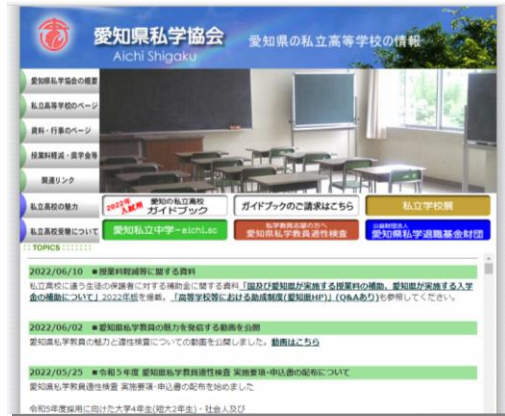 愛知県私学協会
Aichi Shigaku
愛知県の私立高等学校の情報
愛知県私学協会の概要
私立高等学校のページ
資料・行事のページ
授業料軽減・奨学金等
関連リンク
私立高校の魅力
私立高校受験について
2022年入試用
愛知の私立高校
ガイドブック
ガイドブックのご請求はこちら
私立学校展
愛知私立中学-aichi.sc
私学教員志望の方へ
愛知県私学教員適性検査
公益財団法人
愛知県私学退職基金財団
:: TOPICS :::::::
2022/06/10 ■授業料軽減等に関する資料
私立高校に通う生徒の保護者に対する補助金に関する資料「国及び愛知県が実施する授業料の補助、愛知県が実施する入学
金の補助について」2022年版を掲載。「高等学校等における助成制度(愛知県HP)」(Q&Aあり)も参照してください。
2022/06/02 ■愛知県私学教員の魅力を発信する動画を公開
愛知県私学教員の魅力と適性検査についての動画を公開しました。動画はこちら
2022/05/25 ■令和5年度 愛知県私学教員適性検査 実施要項・申込書の配布について
愛知県私学教員適性検査 実施要項・申込書の配布を始めました
令和5年度採用に向けた大学4年生(短大2年生)・社会人及び